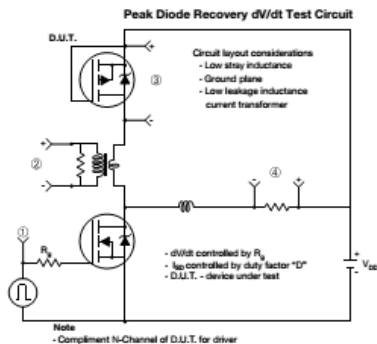 Peak Diode Recovery dV/dt Test Circuit
D.U.T.
+
Circuit layout considerations
- Low stray inductance
- Ground plane
- Low leakage inductance
current transformer
③
-
+
②
-
④
- +
①
Rg
- dV/dt controlled by Rg
- ISD controlled by duty factor "D"
- D.U.T. - device under test
+
VDD
-
Note
- Compliment N-Channel of D.U.T. for driver